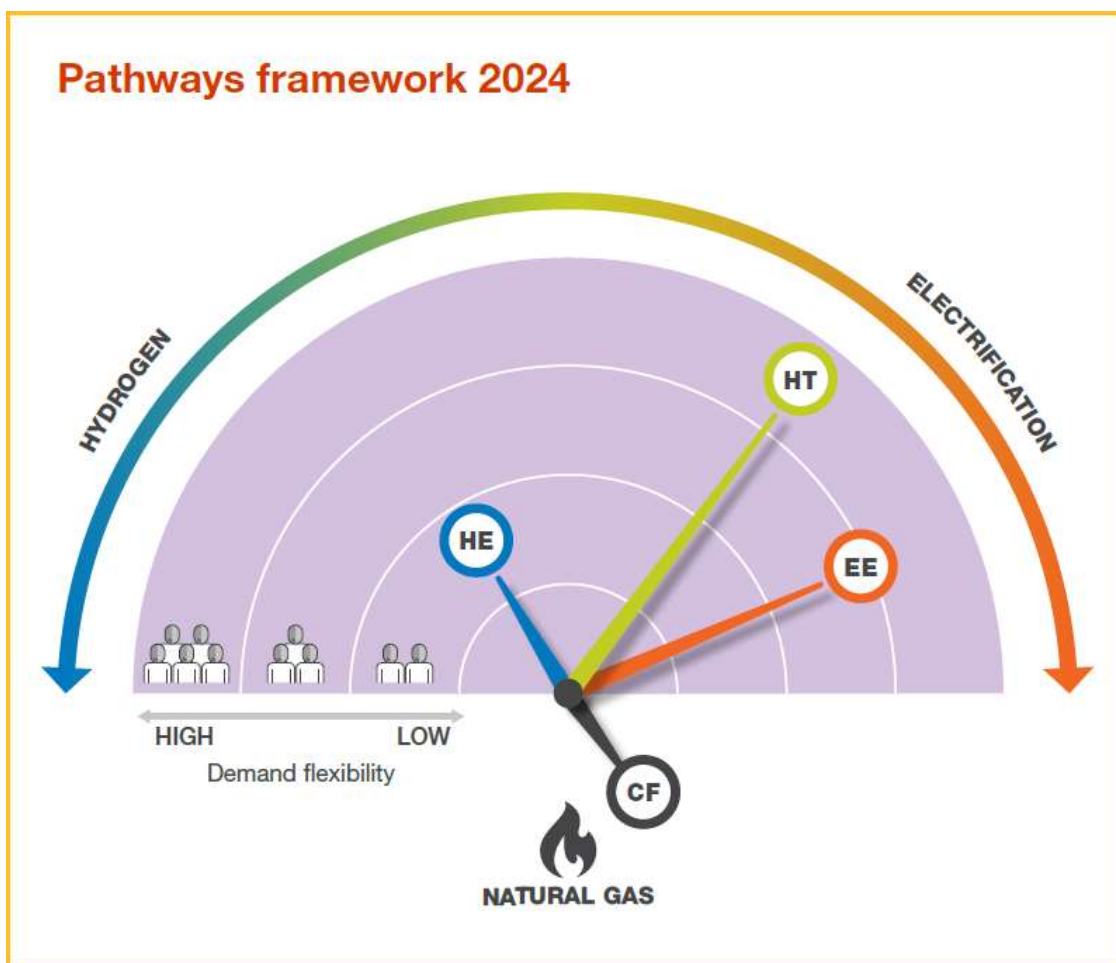 Pathways framework 2024
HYDROGEN
ELECTRIFICATION
HT
HE
EE
HIGH
LOW
Demand flexibility
CF
NATURAL GAS